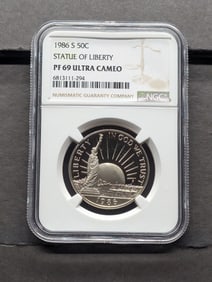 1986 S 50C
STATUE OF LIBERTY
PF 69 ULTRA CAMEO
6813111-294
NUMISMATIC GUARANTY COMPANY
NGC
LIBERTY
IN GOD WE TRUST
1986